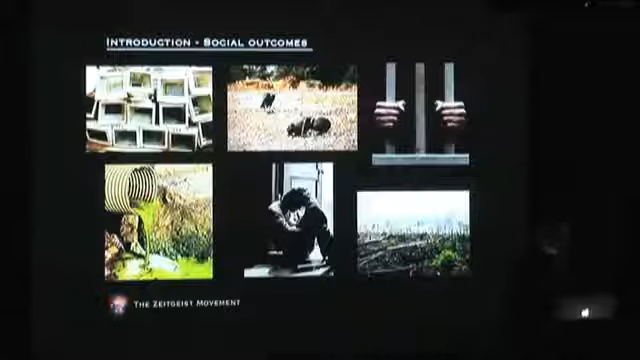 INTRODUCTION - SOCIAL OUTCOMES
THE ZEITGEIST MOVEMENT